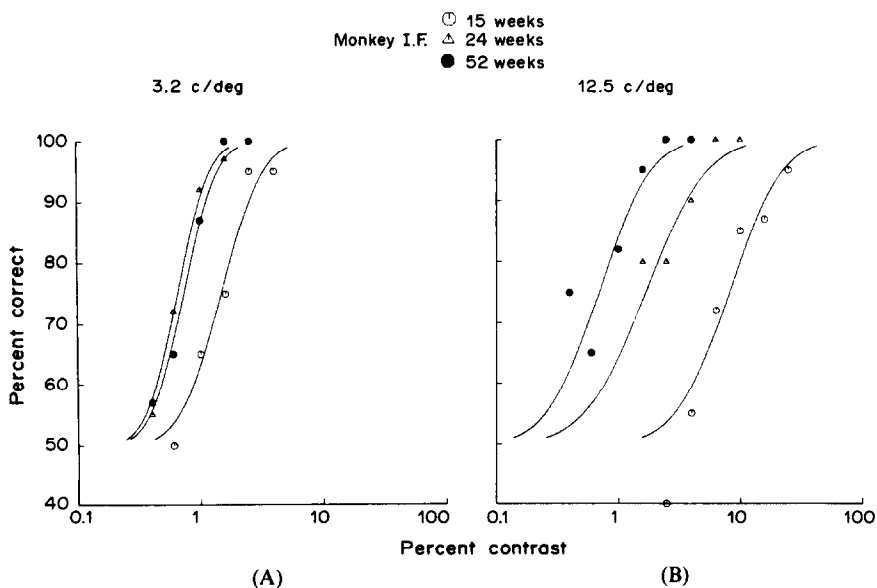 15 weeks
Monkey I.F. 24 weeks
52 weeks
3.2 c/deg
12.5 c/deg
Percent correct
100
90
80
70
60
50
40
0.1 1 10 100
0.1 1 10 100
Percent contrast
(A)
(B)